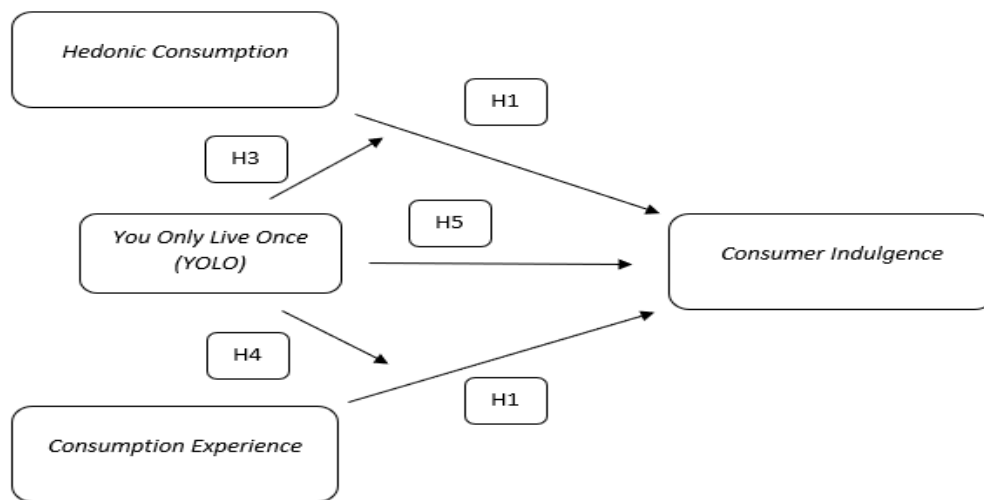 Hedonic Consumption
H1
H3
You Only Live Once
(YOLO)
H5
Consumer Indulgence
H4
H1
Consumption Experience